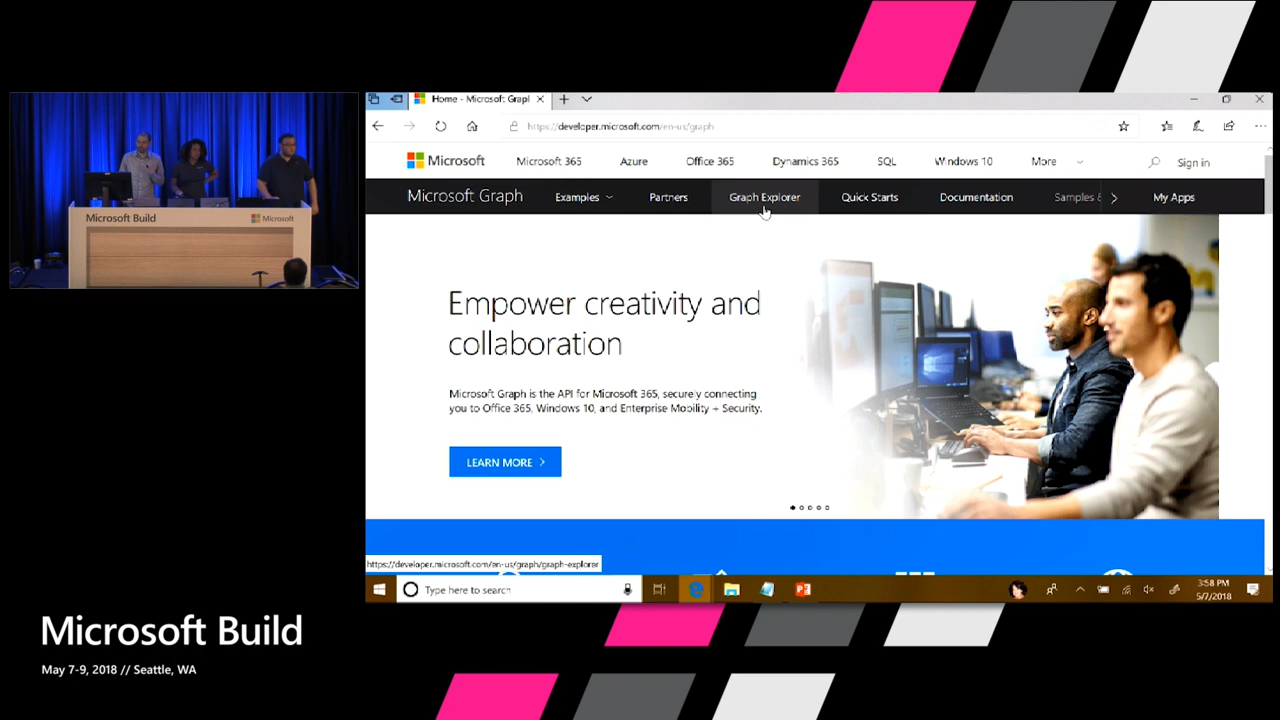 Home - Microsoft Grapl
https://developer.microsoft.com/en-us/graph
Microsoft
Microsoft 365
Azure
Office 365
Dynamics 365
SQL
Windows 10
More
Sign in
Microsoft Graph
Examples
Partners
Graph Explorer
Quick Starts
Documentation
Samples &
My Apps
Microsoft Build
Microsoft
Empower creativity and
collaboration
Microsoft Graph is the API for Microsoft 365, securely connecting
you to Office 365, Windows 10, and Enterprise Mobility + Security.
LEARN MORE
https://developer.microsoft.com/en-us/graph/graph-explorer
Type here to search
3:58 PM
5/7/2018
Microsoft Build
May 7-9, 2018 // Seattle, WA